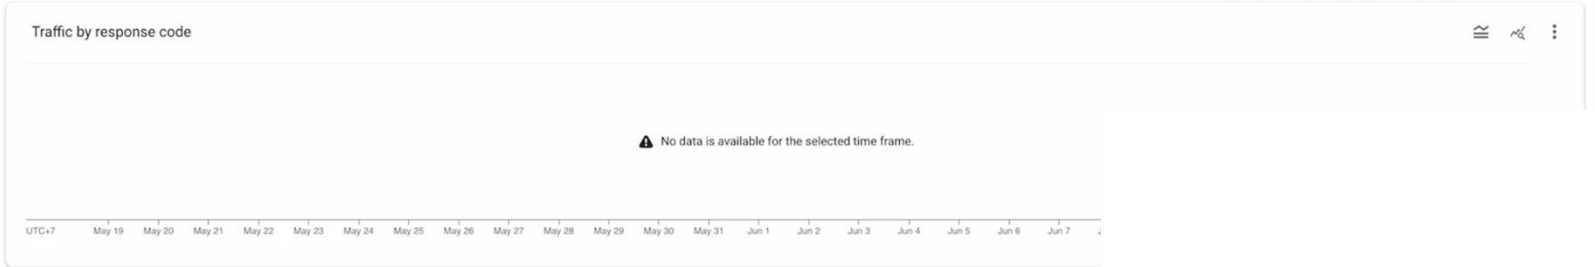 Traffic by response code
No data is available for the selected time frame.
UTC+7 May 19 May 20 May 21 May 22 May 23 May 24 May 25 May 26 May 27 May 28 May 29 May 30 May 31 Jun 1 Jun 2 Jun 3 Jun 4 Jun 5 Jun 6 Jun 7